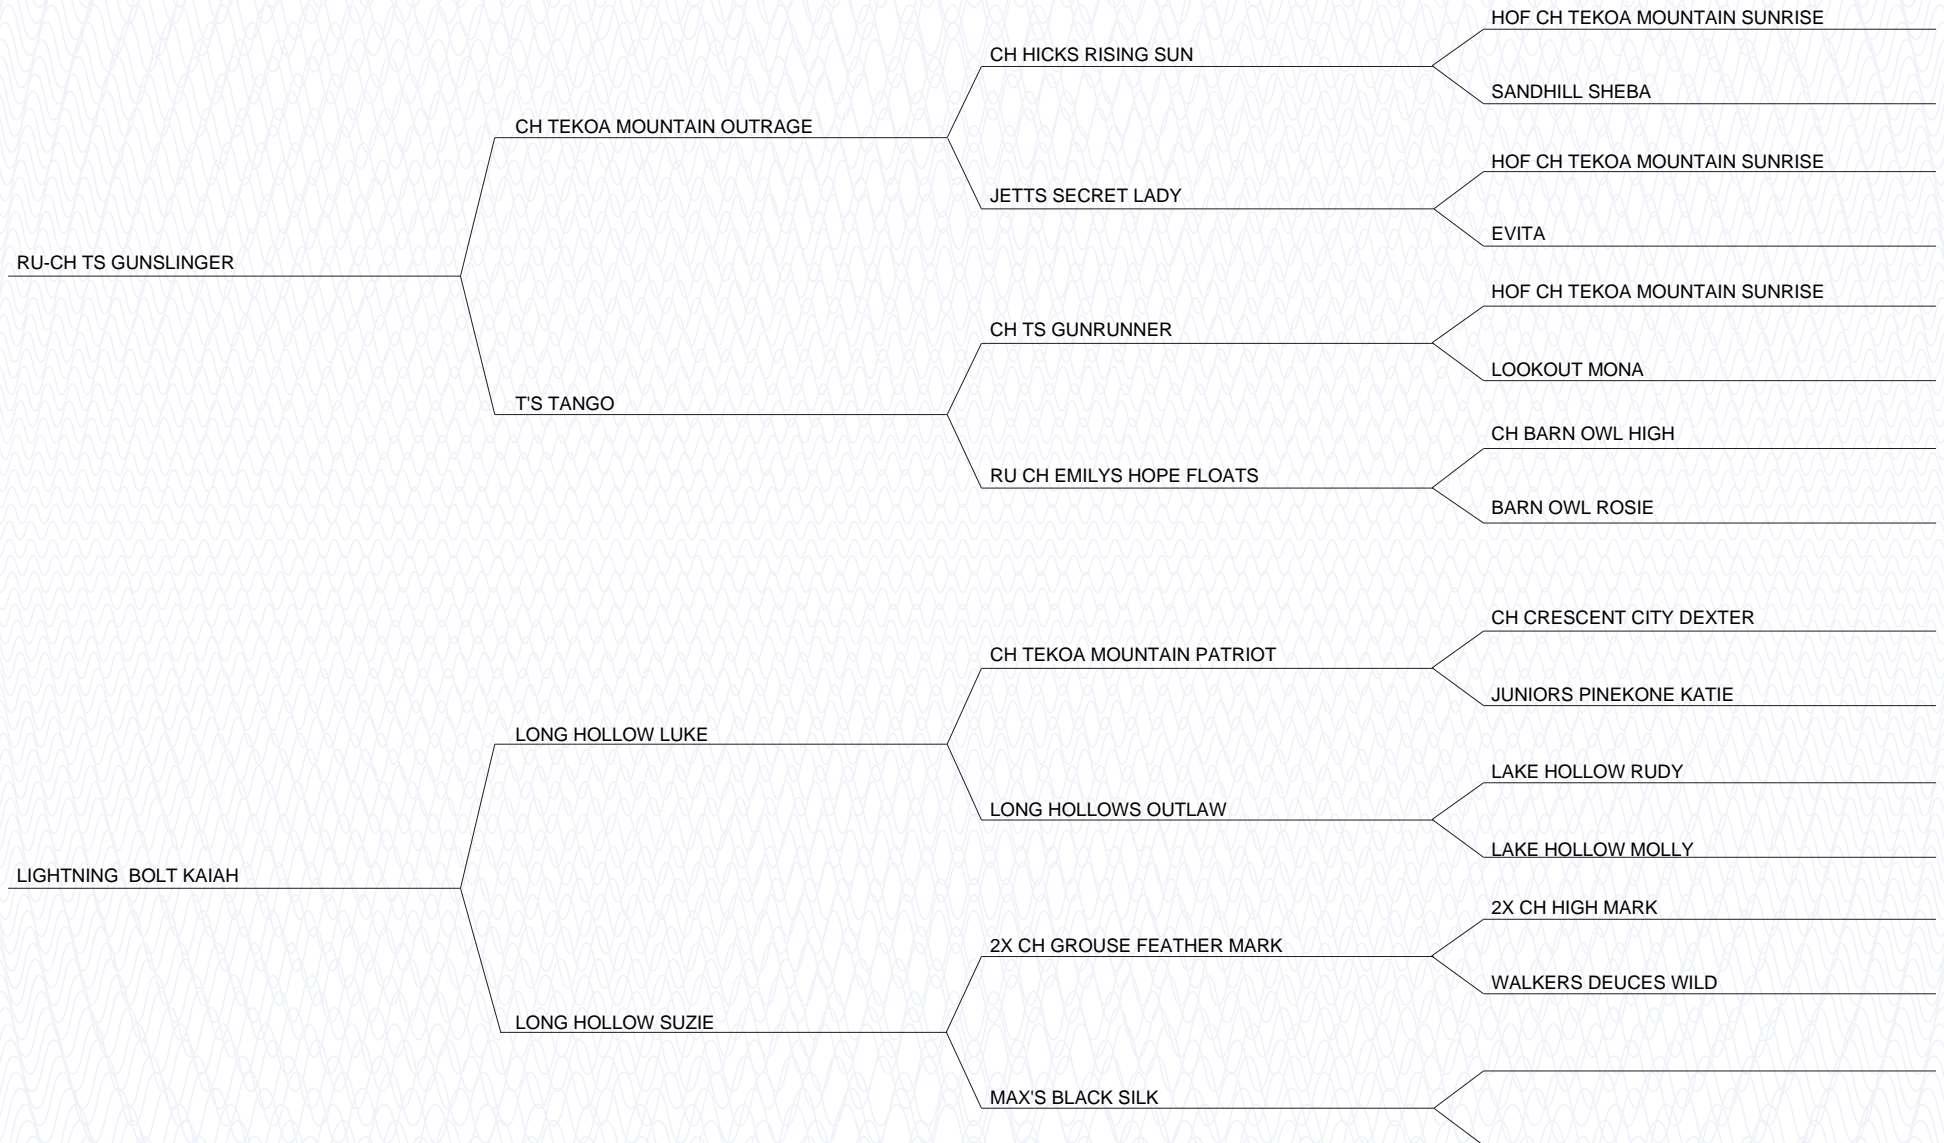 HOF CH TEKOA MOUNTAIN SUNRISE
CH HICKS RISING SUN
SANDHILL SHEBA
CH TEKOA MOUNTAIN OUTRAGE
HOF CH TEKOA MOUNTAIN SUNRISE
JETTS SECRET LADY
EVITA
RU-CH TS GUNSLINGER
HOF CH TEKOA MOUNTAIN SUNRISE
CH TS GUNRUNNER
LOOKOUT MONA
T'S TANGO
CH BARN OWL HIGH
RU CH EMILYS HOPE FLOATS
BARN OWL ROSIE
CH CRESCENT CITY DEXTER
CH TEKOA MOUNTAIN PATRIOT
JUNIORS PINEKONE KATIE
LONG HOLLOW LUKE
LAKE HOLLOW RUDY
LONG HOLLOWS OUTLAW
LAKE HOLLOW MOLLY
LIGHTNING  BOLT KAIAH
2X CH HIGH MARK
2X CH GROUSE FEATHER MARK
WALKERS DEUCES WILD
LONG HOLLOW SUZIE
MAX'S BLACK SILK